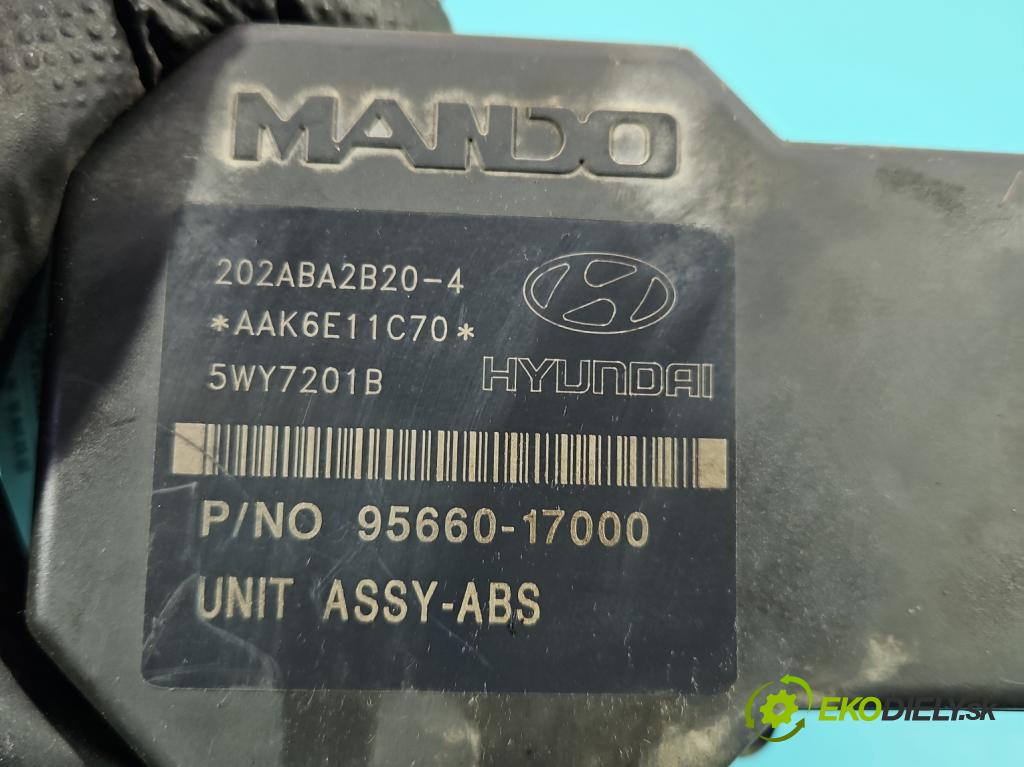 MANDO
202ABA2B20-4
*AAK6E11C70*
5WY7201B
HYUNDAI
P/NO 95660-17000
UNIT ASSY-ABS
EKODIELY.SK